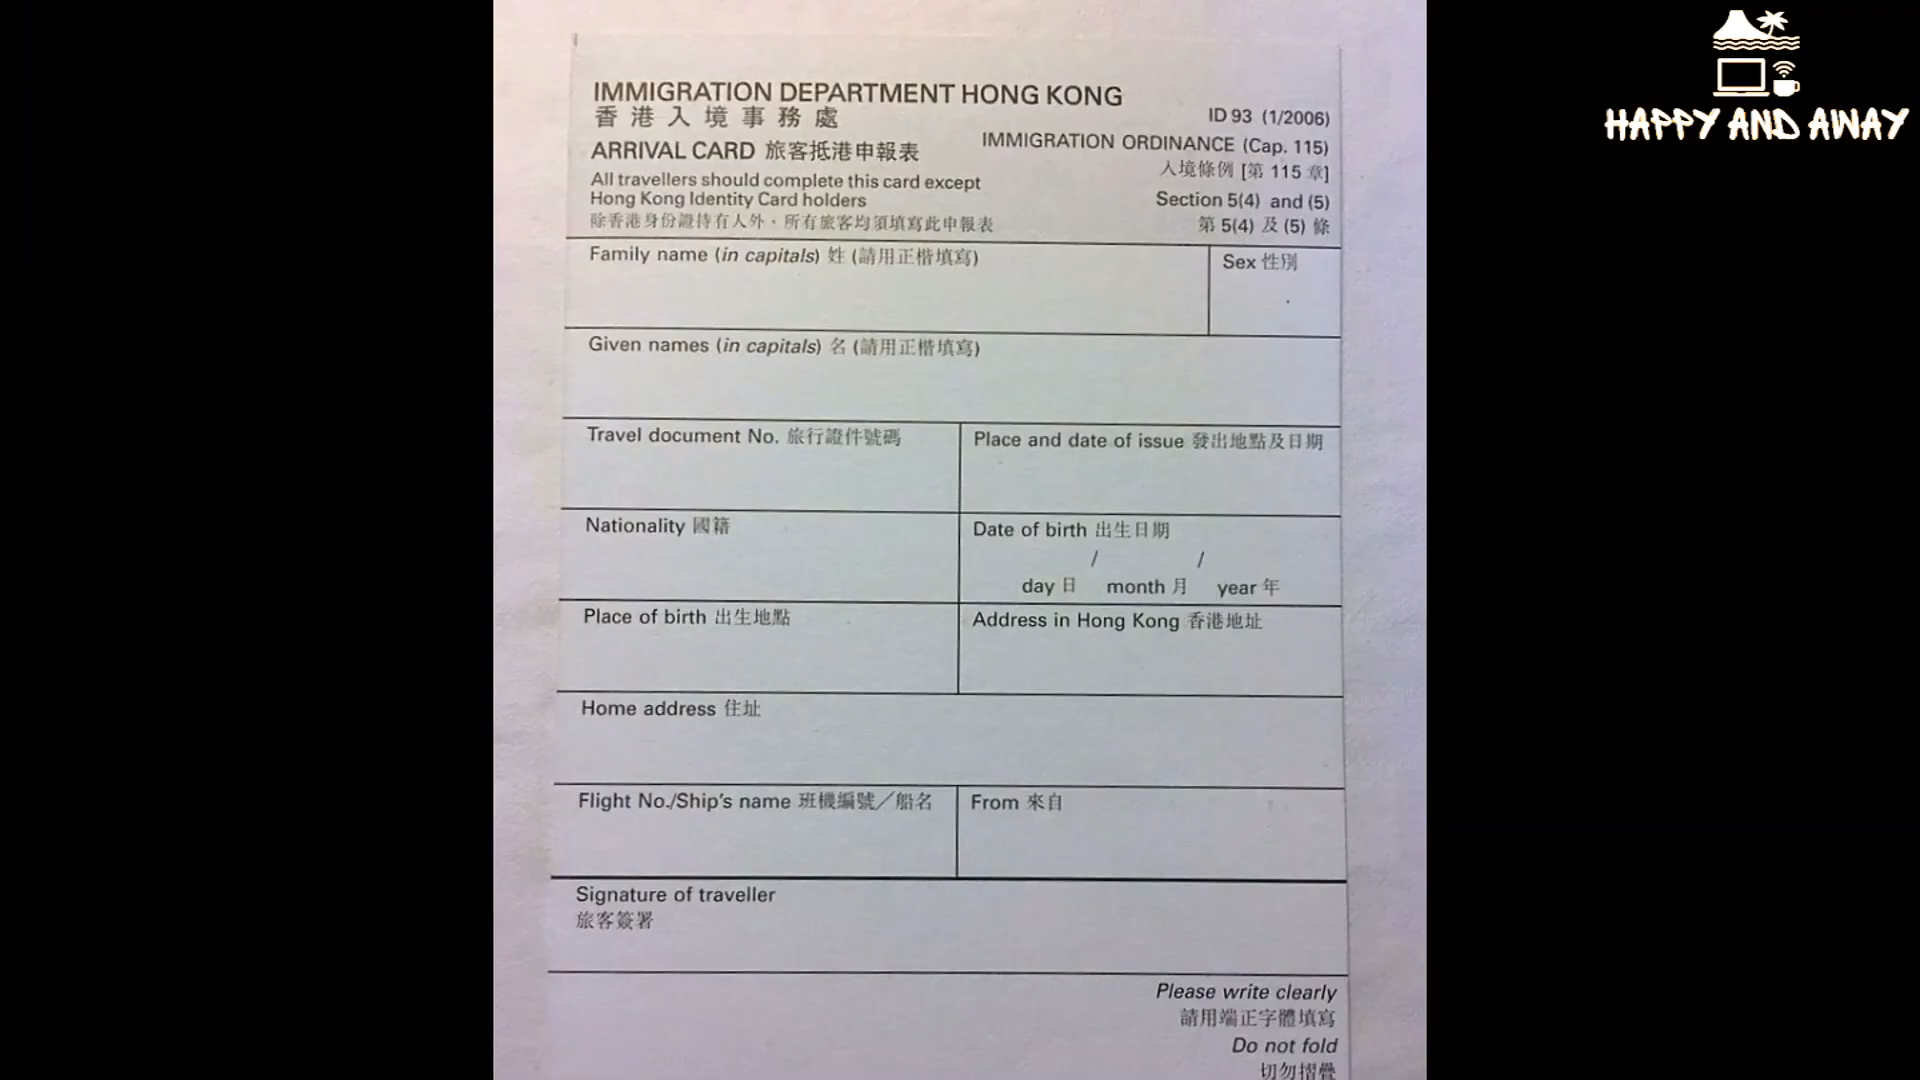 IMMIGRATION DEPARTMENT HONG KONG
香港入境事務處
ID 93 (1/2006)
ARRIVAL CARD 旅客抵港申報表
IMMIGRATION ORDINANCE (Cap. 115)
入境條例 [第 115 章]
All travellers should complete this card except
Hong Kong Identity Card holders
除香港身份證持有人外，所有旅客均須填寫此申報表
Section 5(4) and (5)
第 5(4) 及 (5) 條
Family name (in capitals) 姓 (請用正楷填寫)
Sex 性別
Given names (in capitals) 名 (請用正楷填寫)
Travel document No. 旅行證件號碼
Place and date of issue 發出地點及日期
Nationality 國籍
Date of birth 出生日期
/ /
day 日 month 月 year 年
Place of birth 出生地點
Address in Hong Kong 香港地址
Home address 住址
Flight No./Ship's name 班機編號／船名
From 來自
Signature of traveller
旅客簽署
Please write clearly
請用端正字體填寫
Do not fold
切勿摺疊
HAPPY AND AWAY